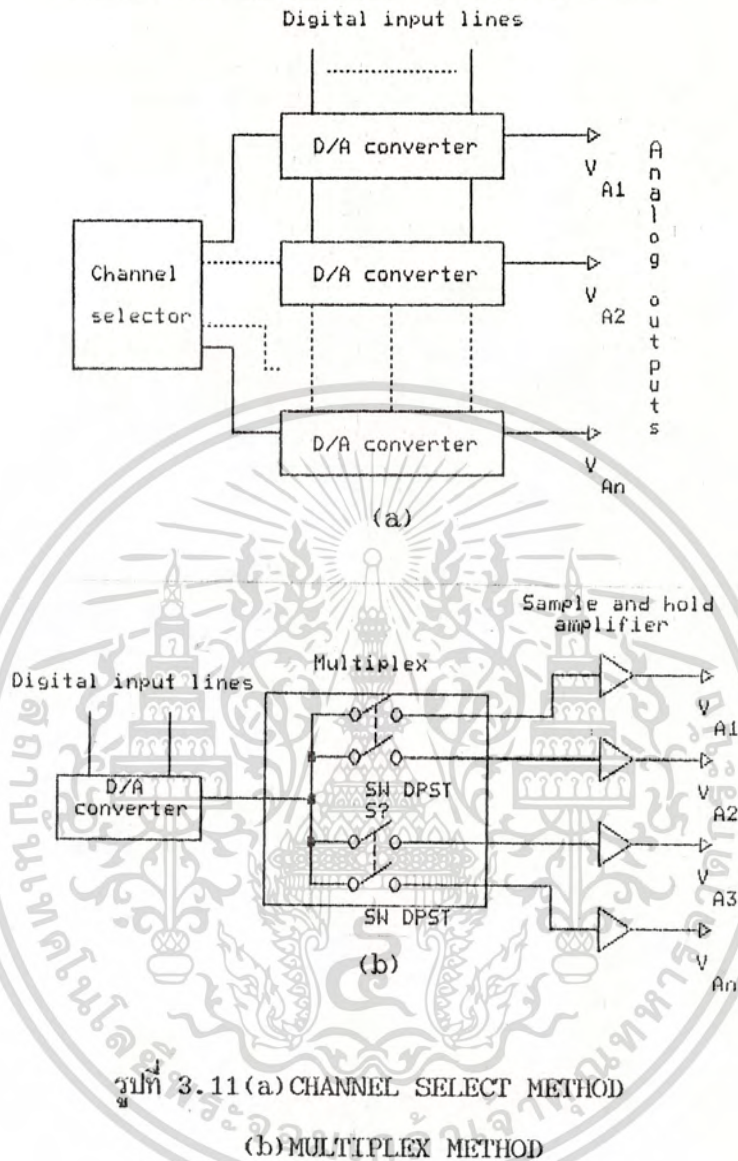 Digital input lines
D/A converter
V A1
Channel selector
D/A converter
V A2
Analog outputs
D/A converter
V An
(a)
Sample and hold amplifier
Multiplex
Digital input lines
V A1
D/A converter
SW DPST
S?
V A2
V A3
SW DPST
V An
(b)
รูปที่ 3.11(a)CHANNEL SELECT METHOD
(b)MULTIPLEX METHOD